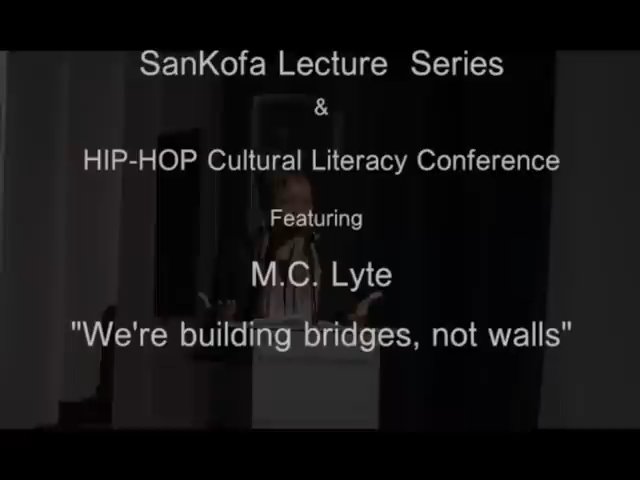 SanKofa Lecture Series
&
HIP-HOP Cultural Literacy Conference
Featuring
M.C. Lyte
"We're building bridges, not walls"